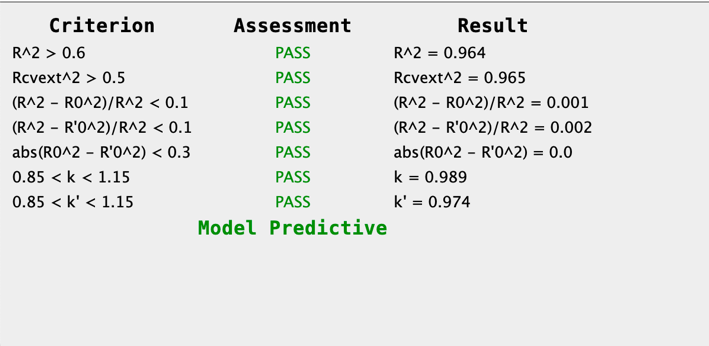 Criterion Assessment Result
R^2 > 0.6 PASS R^2 = 0.964
Rcvext^2 > 0.5 PASS Rcvext^2 = 0.965
(R^2 – R0^2)/R^2 < 0.1 PASS (R^2 – R0^2)/R^2 = 0.001
(R^2 – R'0^2)/R^2 < 0.1 PASS (R^2 – R'0^2)/R^2 = 0.002
abs(R0^2 – R'0^2) < 0.3 PASS abs(R0^2 – R'0^2) = 0.0
0.85 < k < 1.15 PASS k = 0.989
0.85 < k' < 1.15 PASS k' = 0.974
Model Predictive